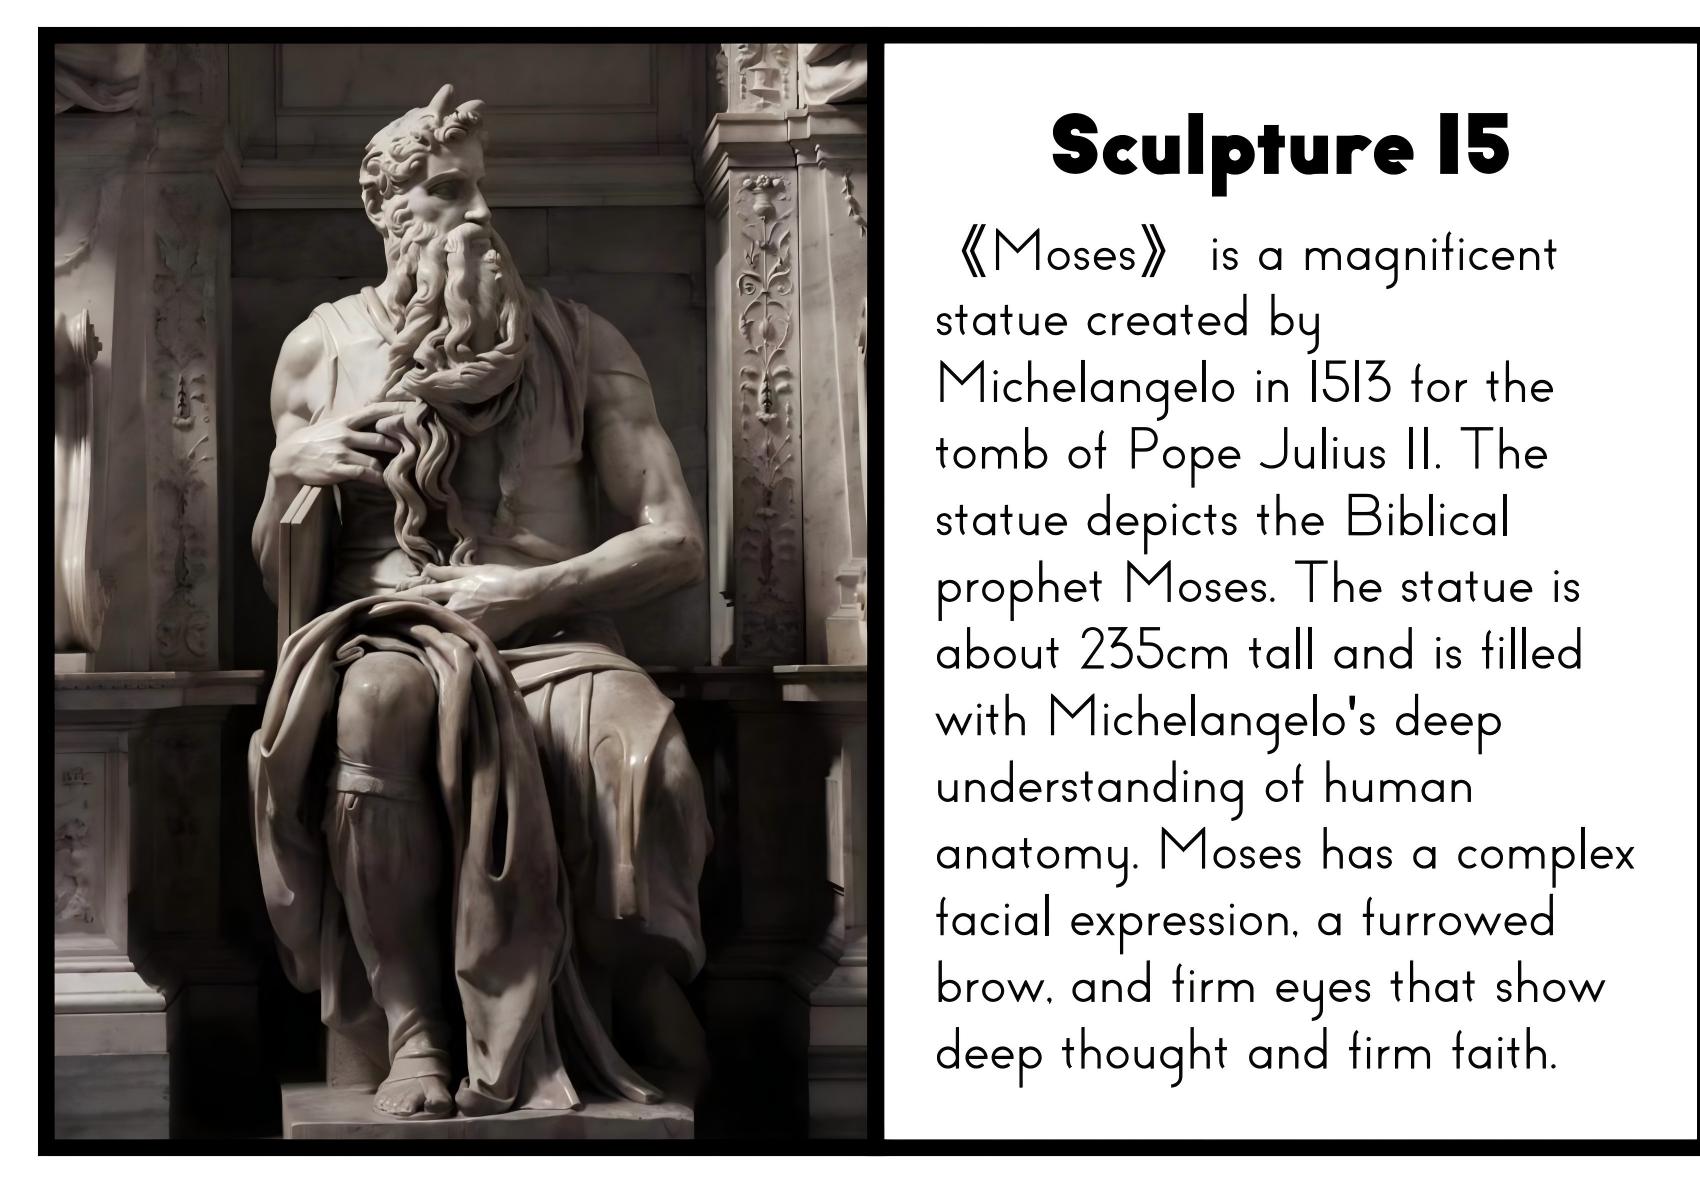 Sculpture 15
《Moses》 is a magnificent
statue created by
Michelangelo in 1513 for the
tomb of Pope Julius II. The
statue depicts the Biblical
prophet Moses. The statue is
about 235cm tall and is filled
with Michelangelo's deep
understanding of human
anatomy. Moses has a complex
facial expression, a furrowed
brow, and firm eyes that show
deep thought and firm faith.